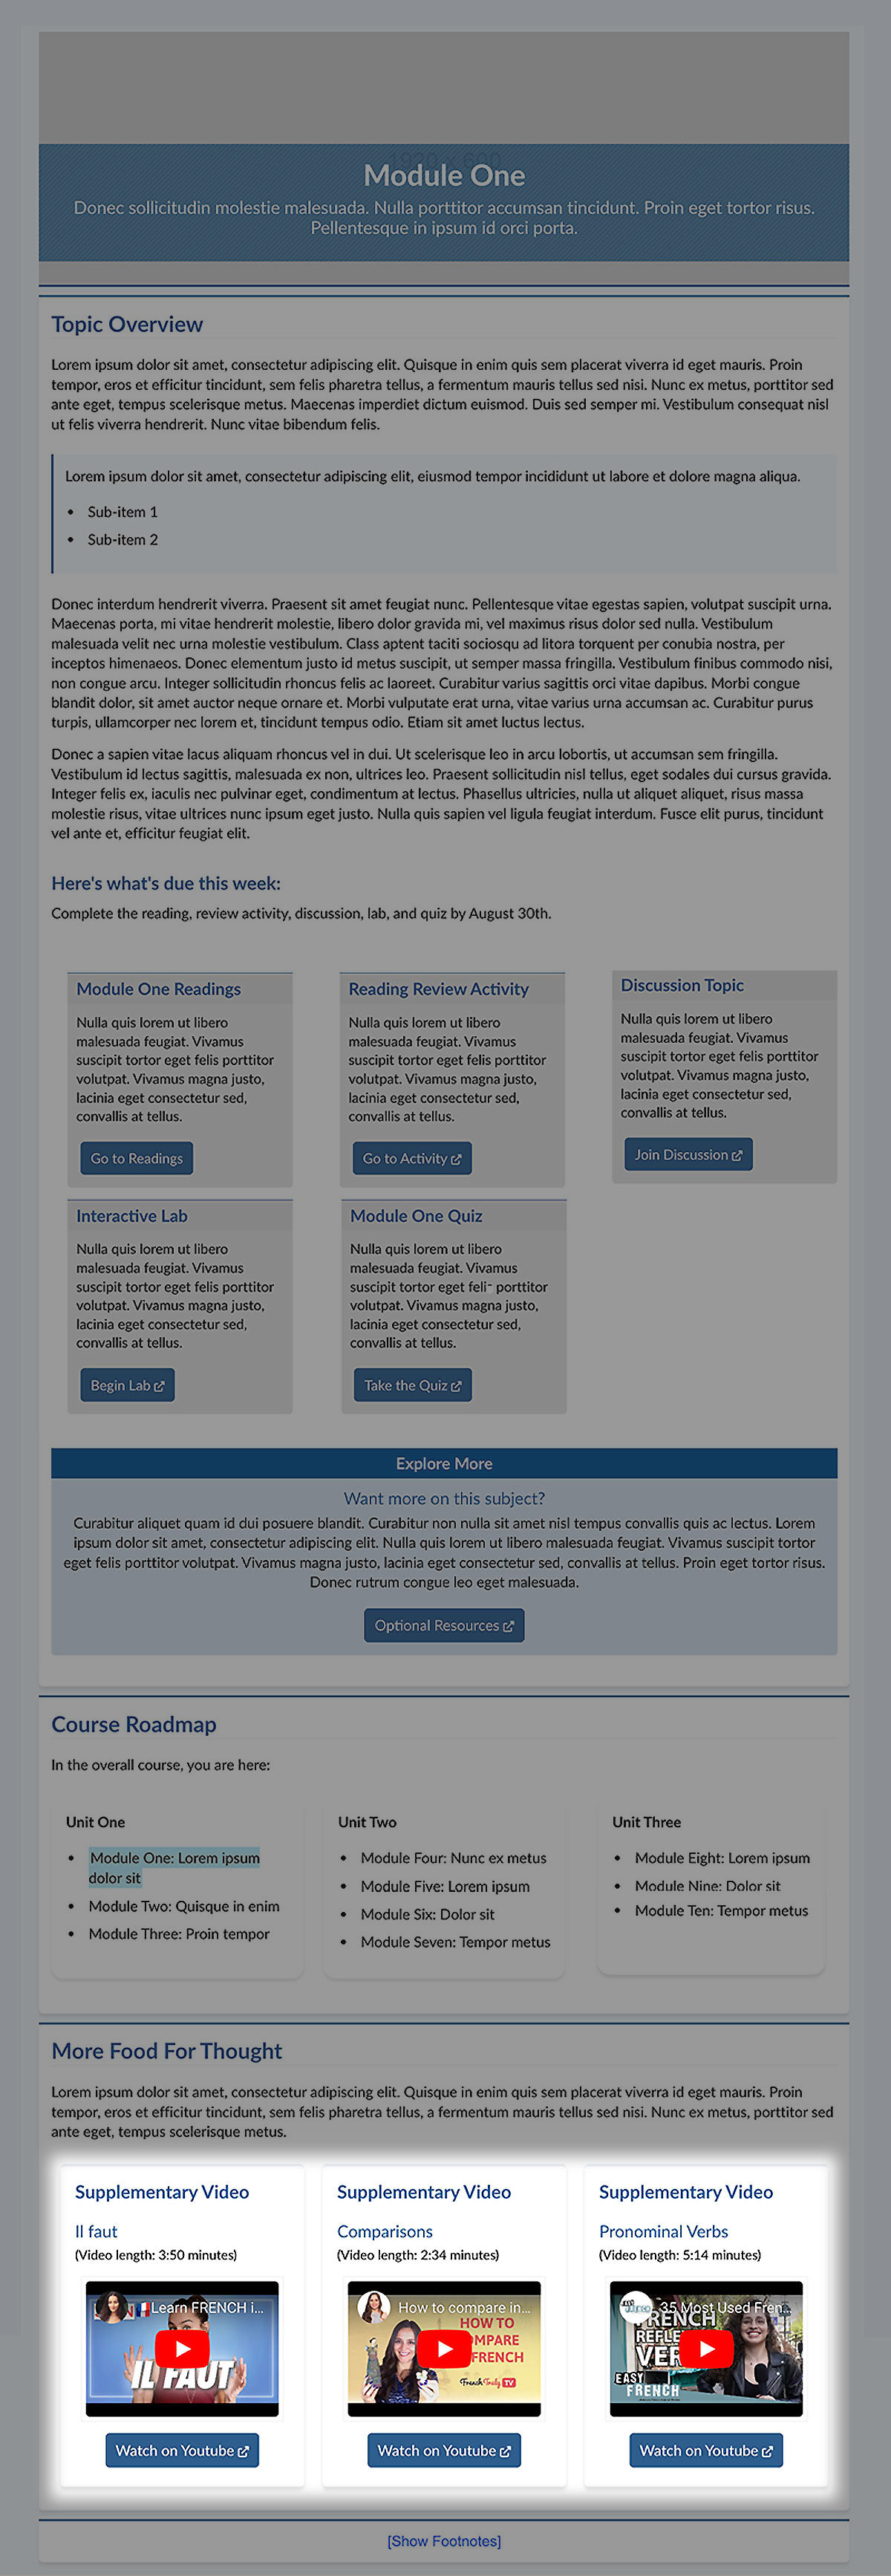 1920 x 600
Module One
Donec sollicitudin molestie malesuada. Nulla porttitor accumsan tincidunt. Proin eget tortor risus.
Pellentesque in ipsum id orci porta.
Topic Overview
Lorem ipsum dolor sit amet, consectetur adipiscing elit. Quisque in enim quis sem placerat viverra id eget mauris. Proin
tempor, eros et efficitur tincidunt, sem felis pharetra tellus, a fermentum mauris tellus sed nisi. Nunc ex metus, porttitor sed
ante eget, tempus scelerisque metus. Maecenas imperdiet dictum euismod. Duis sed semper mi. Vestibulum consequat nisl
ut felis viverra hendrerit. Nunc vitae bibendum felis.
Lorem ipsum dolor sit amet, consectetur adipiscing elit, eiusmod tempor incididunt ut labore et dolore magna aliqua.
• Sub-item 1
• Sub-item 2
Donec interdum hendrerit viverra. Praesent sit amet feugiat nunc. Pellentesque vitae egestas sapien, volutpat suscipit urna.
Maecenas porta, mi vitae hendrerit molestie, libero dolor gravida mi, vel maximus risus dolor sed nulla. Vestibulum
malesuada velit nec urna molestie vestibulum. Class aptent taciti sociosqu ad litora torquent per conubia nostra, per
inceptos himenaeos. Donec elementum justo id metus suscipit, ut semper massa fringilla. Vestibulum finibus commodo nisi,
non congue arcu. Integer sollicitudin rhoncus felis ac laoreet. Curabitur varius sagittis orci vitae dapibus. Morbi congue
blandit dolor, sit amet auctor neque ornare et. Morbi vulputate erat urna, vitae varius urna accumsan ac. Curabitur purus
turpis, ullamcorper nec lorem et, tincidunt tempus odio. Etiam sit amet luctus lectus.
Donec a sapien vitae lacus aliquam rhoncus vel in dui. Ut scelerisque leo in arcu lobortis, ut accumsan sem fringilla.
Vestibulum id lectus sagittis, malesuada ex non, ultrices leo. Praesent sollicitudin nisl tellus, eget sodales dui cursus gravida.
Integer felis ex, iaculis nec pulvinar eget, condimentum at lectus. Phasellus ultricies, nulla ut aliquet aliquet, risus massa
molestie risus, vitae ultrices nunc ipsum eget justo. Nulla quis sapien vel ligula feugiat interdum. Fusce elit purus, tincidunt
vel ante et, efficitur feugiat elit.
Here's what's due this week:
Complete the reading, review activity, discussion, lab, and quiz by August 30th.
Module One Readings
Nulla quis lorem ut libero
malesuada feugiat. Vivamus
suscipit tortor eget felis porttitor
volutpat. Vivamus magna justo,
lacinia eget consectetur sed,
convallis at tellus.
Go to Readings
Reading Review Activity
Nulla quis lorem ut libero
malesuada feugiat. Vivamus
suscipit tortor eget felis porttitor
volutpat. Vivamus magna justo,
lacinia eget consectetur sed,
convallis at tellus.
Go to Activity
Discussion Topic
Nulla quis lorem ut libero
malesuada feugiat. Vivamus
suscipit tortor eget felis porttitor
volutpat. Vivamus magna justo,
lacinia eget consectetur sed,
convallis at tellus.
Join Discussion
Interactive Lab
Nulla quis lorem ut libero
malesuada feugiat. Vivamus
suscipit tortor eget felis porttitor
volutpat. Vivamus magna justo,
lacinia eget consectetur sed,
convallis at tellus.
Begin Lab
Module One Quiz
Nulla quis lorem ut libero
malesuada feugiat. Vivamus
suscipit tortor eget porttitor
volutpat. Vivamus magna justo,
lacinia eget consectetur sed,
convallis at tellus.
Take the Quiz
Explore More
Want more on this subject?
Curabitur aliquet quam id dui posuere blandit. Curabitur non nulla sit amet nisl tempus convallis quis ac lectus. Lorem
ipsum dolor sit amet, consectetur adipiscing elit. Nulla quis lorem ut libero malesuada feugiat. Vivamus suscipit tortor
eget felis porttitor volutpat. Vivamus magna justo, lacinia eget consectetur sed, convallis at tellus. Proin eget tortor risus.
Donec rutrum congue leo eget malesuada.
Optional Resources
Course Roadmap
In the overall course, you are here:
Unit One
• Module One: Lorem ipsum
dolor sit
• Module Two: Quisque in enim
• Module Three: Proin tempor
Unit Two
• Module Four: Nunc ex metus
• Module Five: Lorem ipsum
• Module Six: Dolor sit
• Module Seven: Tempor metus
Unit Three
• Module Eight: Lorem ipsum
• Module Nine: Dolor sit
• Module Ten: Tempor metus
More Food For Thought
Lorem ipsum dolor sit amet, consectetur adipiscing elit. Quisque in enim quis sem placerat viverra id eget mauris. Proin
tempor, eros et efficitur tincidunt, sem felis pharetra tellus, a fermentum mauris tellus sed nisi. Nunc ex metus, porttitor sed
ante eget, tempus scelerisque metus.
Supplementary Video
Il faut
(Video length: 3:50 minutes)
Learn FRENCH i...
IL FAUT
Watch on Youtube
Supplementary Video
Comparisons
(Video length: 2:34 minutes)
How to compare in...
HOW TO
FRENCH
French Truly TV
Watch on Youtube
Supplementary Video
Pronominal Verbs
(Video length: 5:14 minutes)
35 Most Used Fren...
FRENCH
EASY
FRENCH
Watch on Youtube
[Show Footnotes]